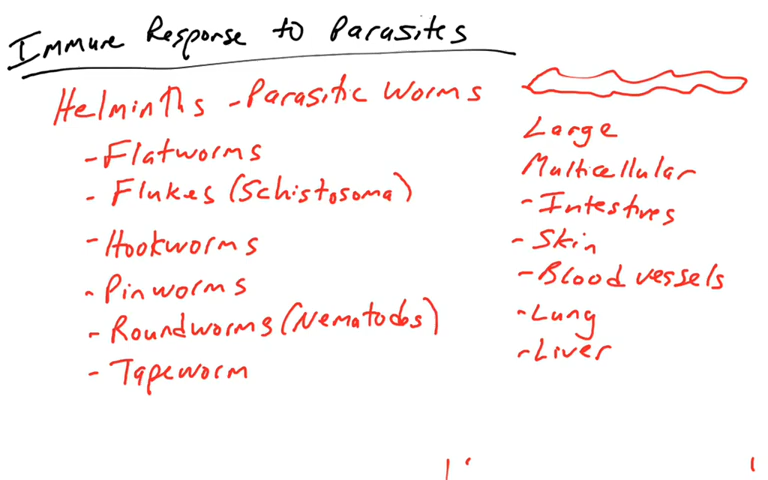 Immune Response to Parasites
Helminths - Parasitic Worms
- Flatworms
- Flukes (Schistosoma)
- Hookworms
- Pinworms
- Roundworms (Nematodos)
- Tapeworm
Large
Multicellular
- Intestines
- Skin
- Blood vessels
- Lung
- Liver